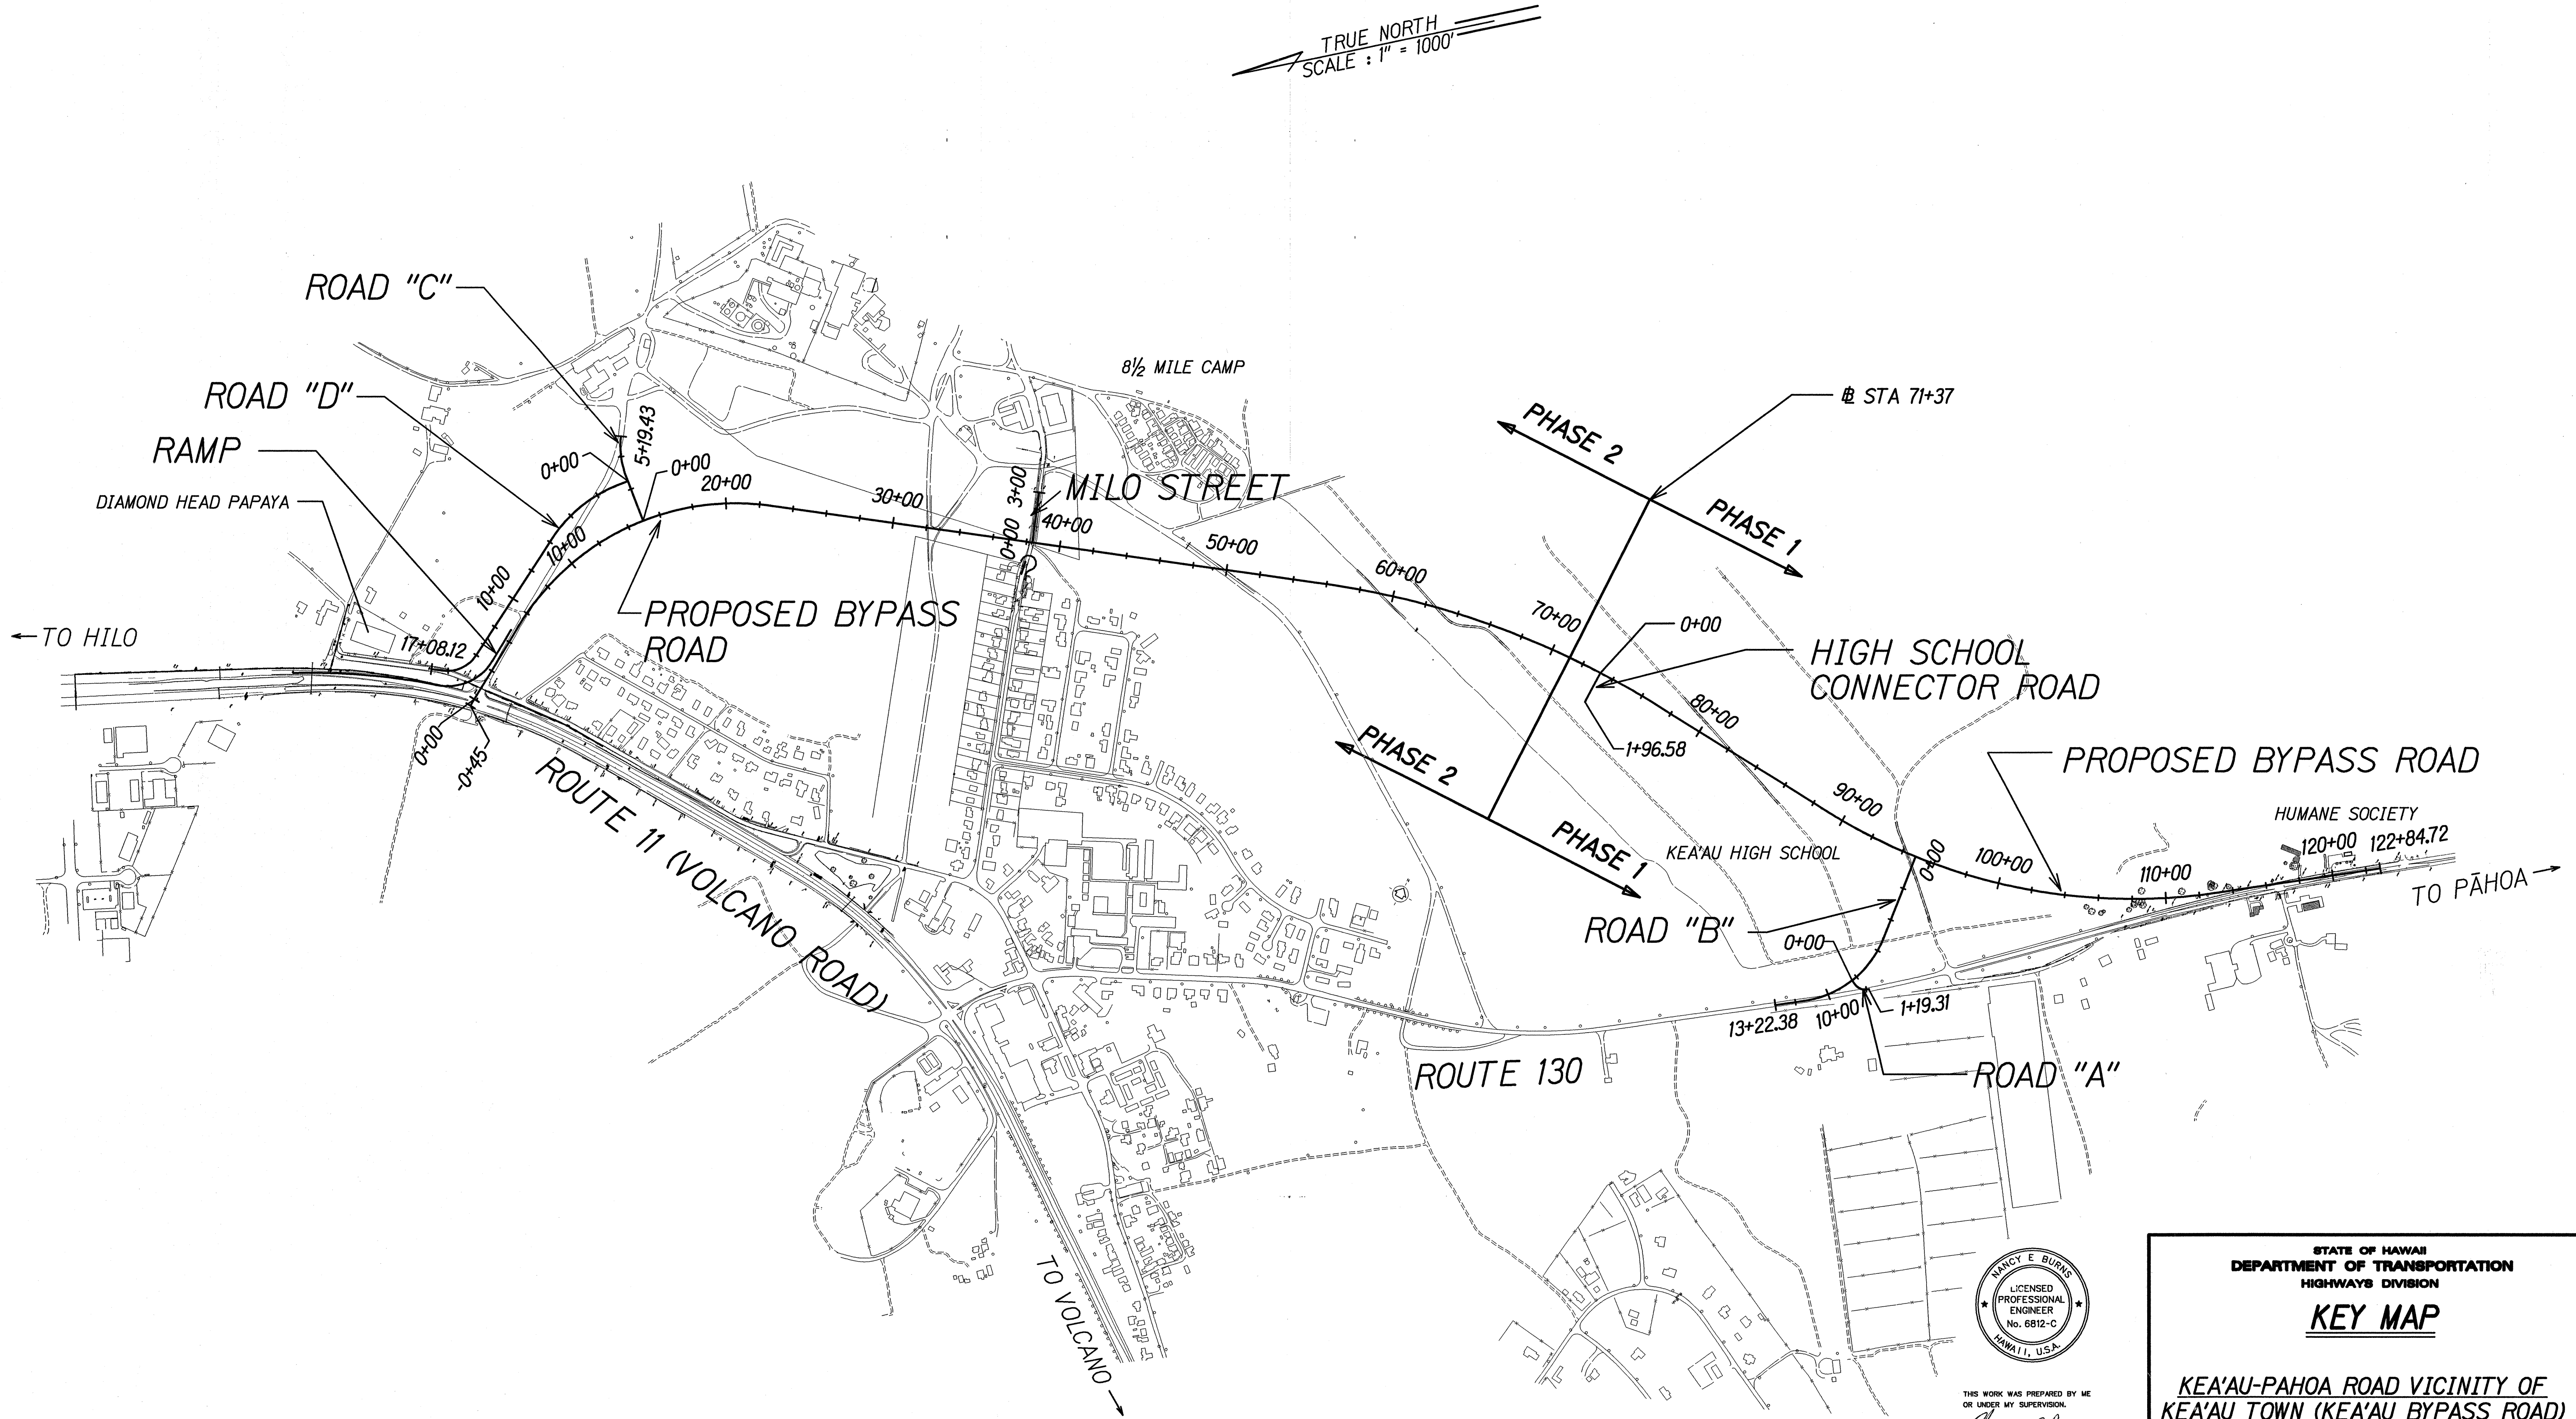 TRUE NORTH
SCALE : 1" = 1000'
ROAD "C"
ROAD "D"
RAMP
DIAMOND HEAD PAPAYA
TO HILO
0+00
5+19.43
0+00
20+00
30+00
10+00
10+00
17+08.12
0+00
-0+45
PROPOSED BYPASS
ROAD
8½ MILE CAMP
3+00
0+00
MILO STREET
40+00
50+00
60+00
70+00
STA 71+37
PHASE 2
PHASE 1
0+00
HIGH SCHOOL
CONNECTOR ROAD
1+96.58
80+00
PHASE 2
PHASE 1
90+00
PROPOSED BYPASS ROAD
HUMANE SOCIETY
120+00
122+84.72
KEA'AU HIGH SCHOOL
0+00
100+00
110+00
TO PĀHOA
ROAD "B"
0+00
13+22.38
10+00
1+19.31
ROAD "A"
ROUTE 130
ROUTE 11 (VOLCANO ROAD)
TO VOLCANO
NANCY E BURNS
LICENSED
PROFESSIONAL
ENGINEER
No. 6812-C
HAWAII, U.S.A.
THIS WORK WAS PREPARED BY ME
OR UNDER MY SUPERVISION.
STATE OF HAWAII
DEPARTMENT OF TRANSPORTATION
HIGHWAYS DIVISION
KEY MAP
KEA'AU-PAHOA ROAD VICINITY OF
KEA'AU TOWN (KEA'AU BYPASS ROAD)